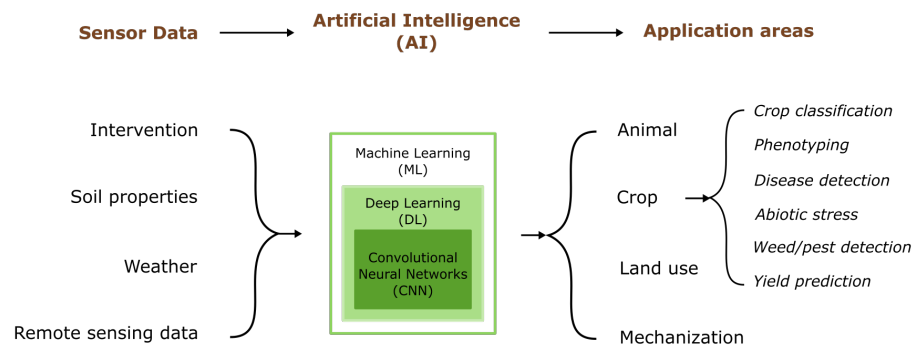 Sensor Data
Artificial Intelligence
(AI)
Application areas
Intervention
Soil properties
Weather
Remote sensing data
Machine Learning
(ML)
Deep Learning
(DL)
Convolutional
Neural Networks
(CNN)
Animal
Crop
Land use
Mechanization
Crop classification
Phenotyping
Disease detection
Abiotic stress
Weed/pest detection
Yield prediction